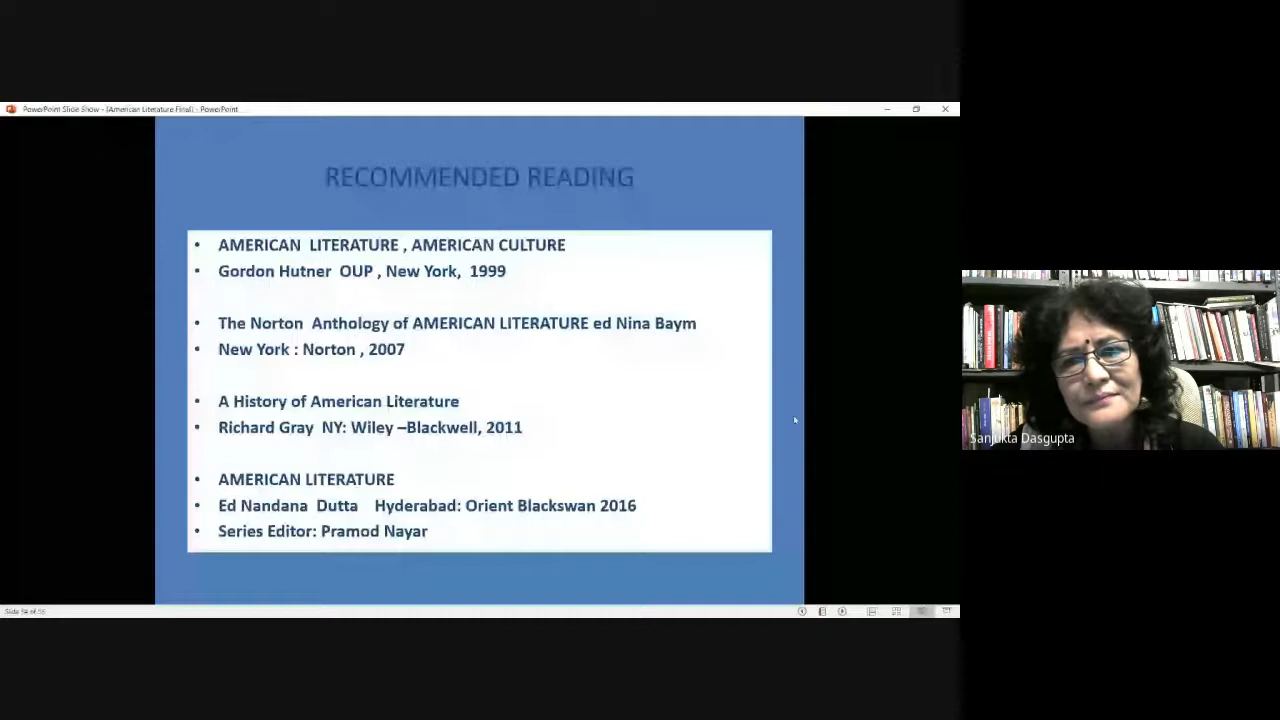 PowerPoint Slide Show - [American Literature Final] - PowerPoint
RECOMMENDED READING
• AMERICAN LITERATURE , AMERICAN CULTURE
• Gordon Hutner OUP , New York, 1999
• The Norton Anthology of AMERICAN LITERATURE ed Nina Baym
• New York : Norton , 2007
• A History of American Literature
• Richard Gray NY: Wiley –Blackwell, 2011
• AMERICAN LITERATURE
• Ed Nandana Dutta Hyderabad: Orient Blackswan 2016
• Series Editor: Pramod Nayar
Sanjukta Dasgupta